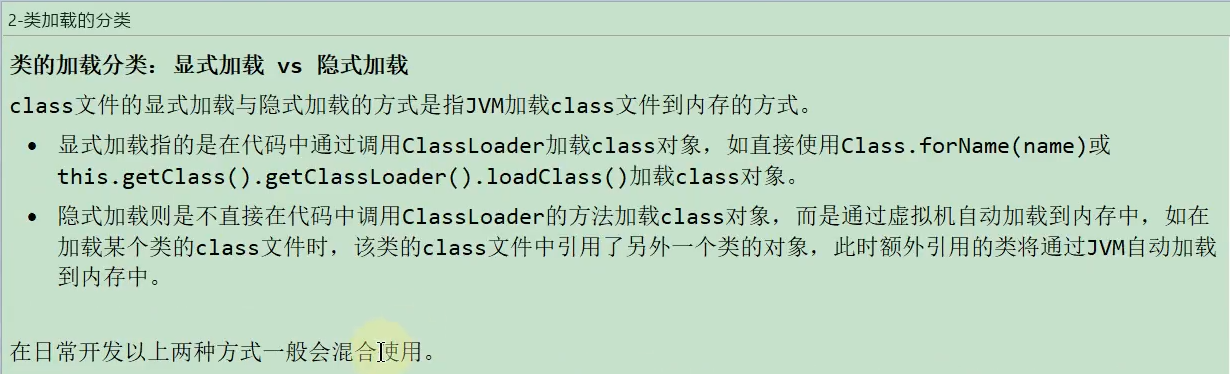 2-类加载的分类
类的加载分类：显式加载 vs 隐式加载
class文件的显式加载与隐式加载的方式是指JVM加载class文件到内存的方式。
• 显式加载指的是在代码中通过调用ClassLoader加载class对象，如直接使用Class.forName(name)或
this.getClass().getClassLoader().loadClass()加载class对象。
• 隐式加载则是不直接在代码中调用ClassLoader的方法加载class对象，而是通过虚拟机自动加载到内存中，如在
加载某个类的class文件时，该类的class文件中引用了另外一个类的对象，此时额外引用的类将通过JVM自动加载
到内存中。
在日常开发以上两种方式一般会混合使用。